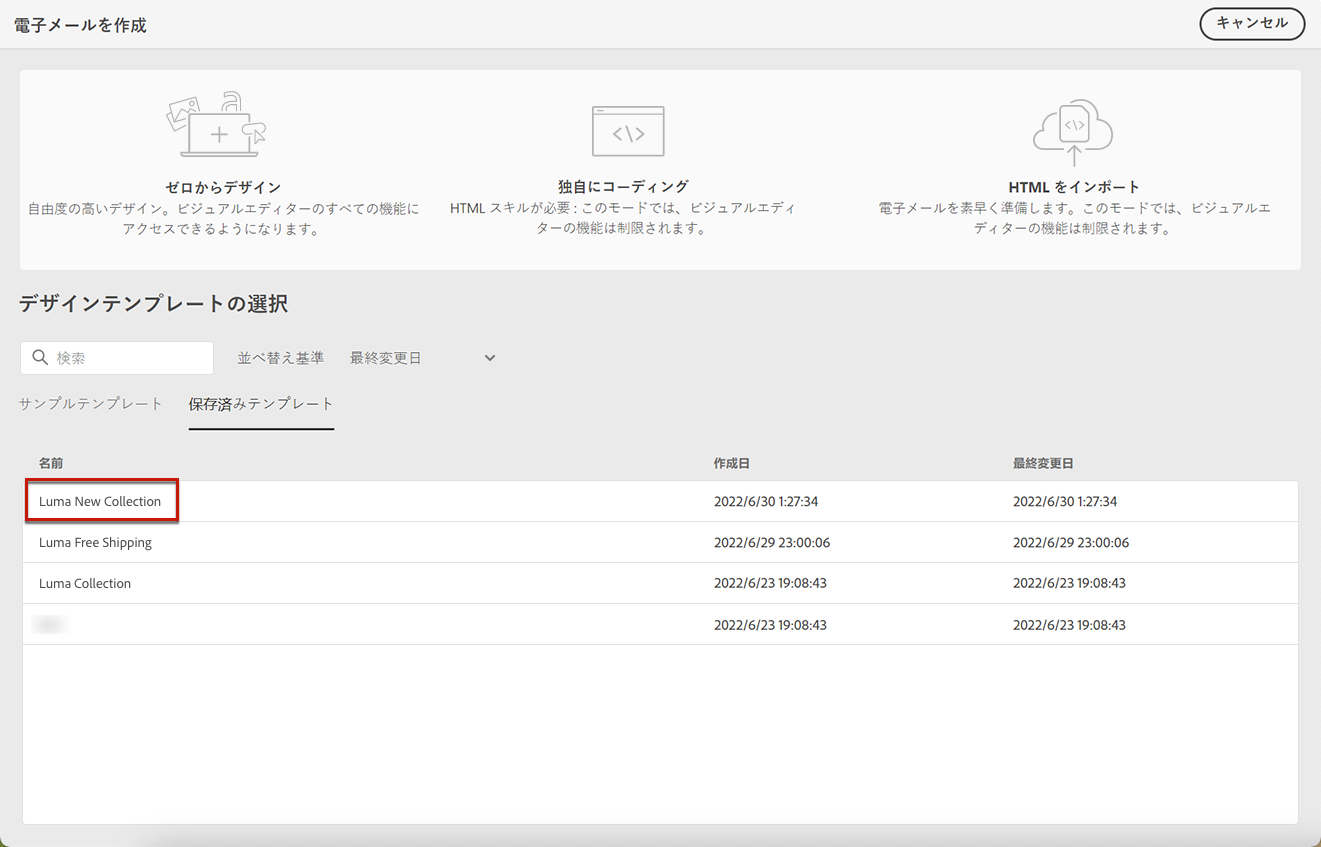 電子メールを作成
キャンセル
ゼロからデザイン
自由度の高いデザイン。ビジュアルエディターのすべての機能に
アクセスできるようになります。
独自にコーディング
HTML スキルが必要 : このモードでは、ビジュアルエディ
ターの機能は制限されます。
HTML をインポート
電子メールを素早く準備します。このモードでは、ビジュアルエ
ディターの機能は制限されます。
デザインテンプレートの選択
検索 並べ替え基準 最終変更日
サンプルテンプレート 保存済みテンプレート
名前 作成日 最終変更日
Luma New Collection 2022/6/30 1:27:34 2022/6/30 1:27:34
Luma Free Shipping 2022/6/29 23:00:06 2022/6/29 23:00:06
Luma Collection 2022/6/23 19:08:43 2022/6/23 19:08:43
2022/6/23 19:08:43 2022/6/23 19:08:43